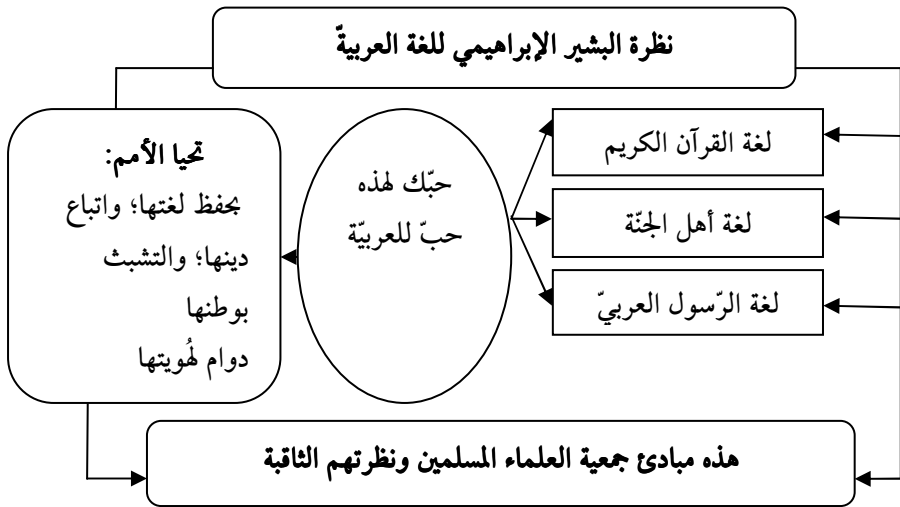 نظرة البشير الإبراهيمي للغة العربيةّ
لغة القرآن الكريم
لغة أهل الجنّة
لغة الرّسول العربيّ
حبّك لهذه
حبّ للعربيّة
تحيا الأمم:
بحفظ لغتها؛ واتباع
دينها؛ والتشبث
بوطنها
دوام لهُويتها
هذه مبادئ جمعية العلماء المسلمين ونظرتهم الثاقبة